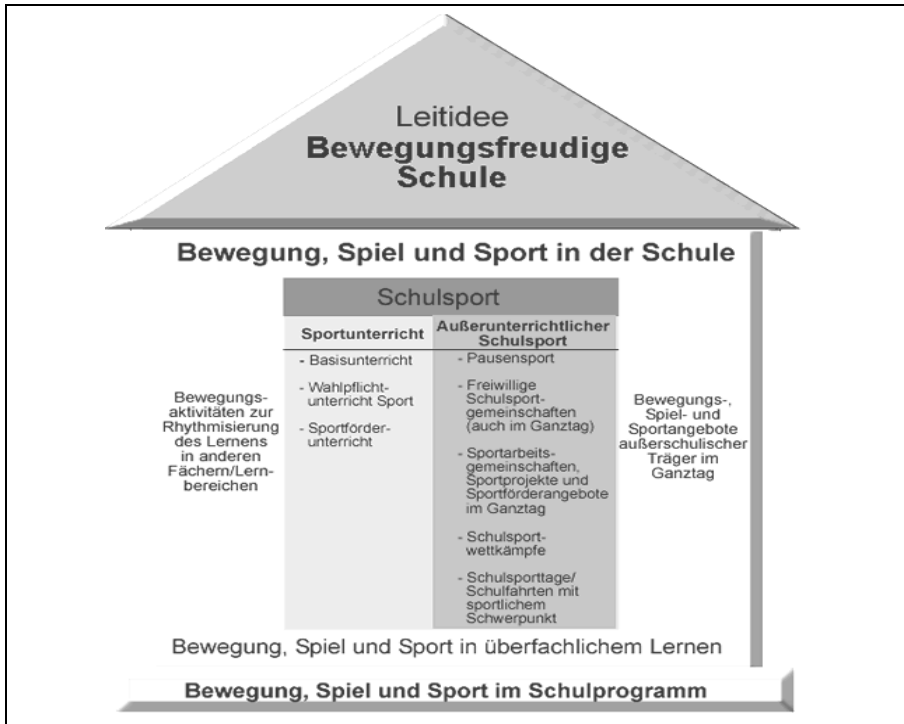 Leitidee
Bewegungsfreudige
Schule
Bewegung, Spiel und Sport in der Schule
Schulsport
Bewegungs-
aktivitäten zur
Rhythmisierung
des Lernens
in anderen
Fächern/Lern-
bereichen
Sportunterricht
- Basisunterricht
- Wahlpflicht-
unterricht Sport
- Sportförder-
unterricht
Außerunterrichtlicher
Schulsport
- Pausensport
- Freiwillige
Schulsport-
gemeinschaften
(auch im Ganztag)
- Sportarbeits-
gemeinschaften,
Sportprojekte und
Sportförderangebote
im Ganztag
- Schulsport-
wettkämpfe
- Schulsporttage/
Schulfahrten mit
sportlichem
Schwerpunkt
Bewegungs-,
Spiel- und
Sportangebote
außerschulischer
Träger im
Ganztag
Bewegung, Spiel und Sport in überfachlichem Lernen
Bewegung, Spiel und Sport im Schulprogramm